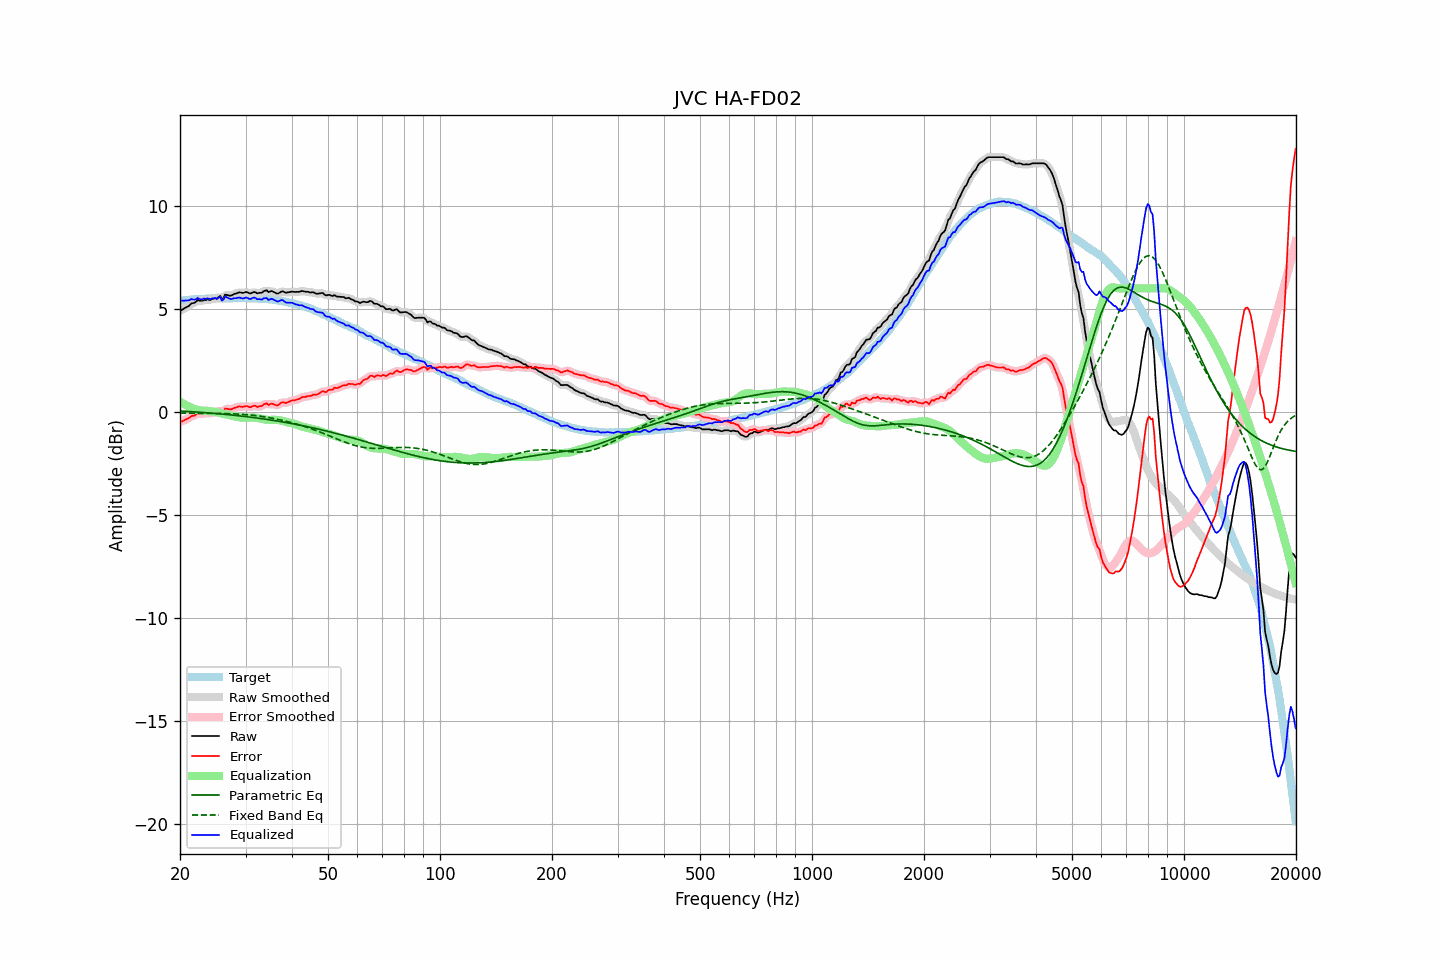 JVC HA-FD02
Amplitude (dBr)
10
5
0
−5
−10
−15
−20
Target
Raw Smoothed
Error Smoothed
Raw
Error
Equalization
Parametric Eq
Fixed Band Eq
Equalized
20 50 100 200 500 1000 2000 5000 10000 20000
Frequency (Hz)